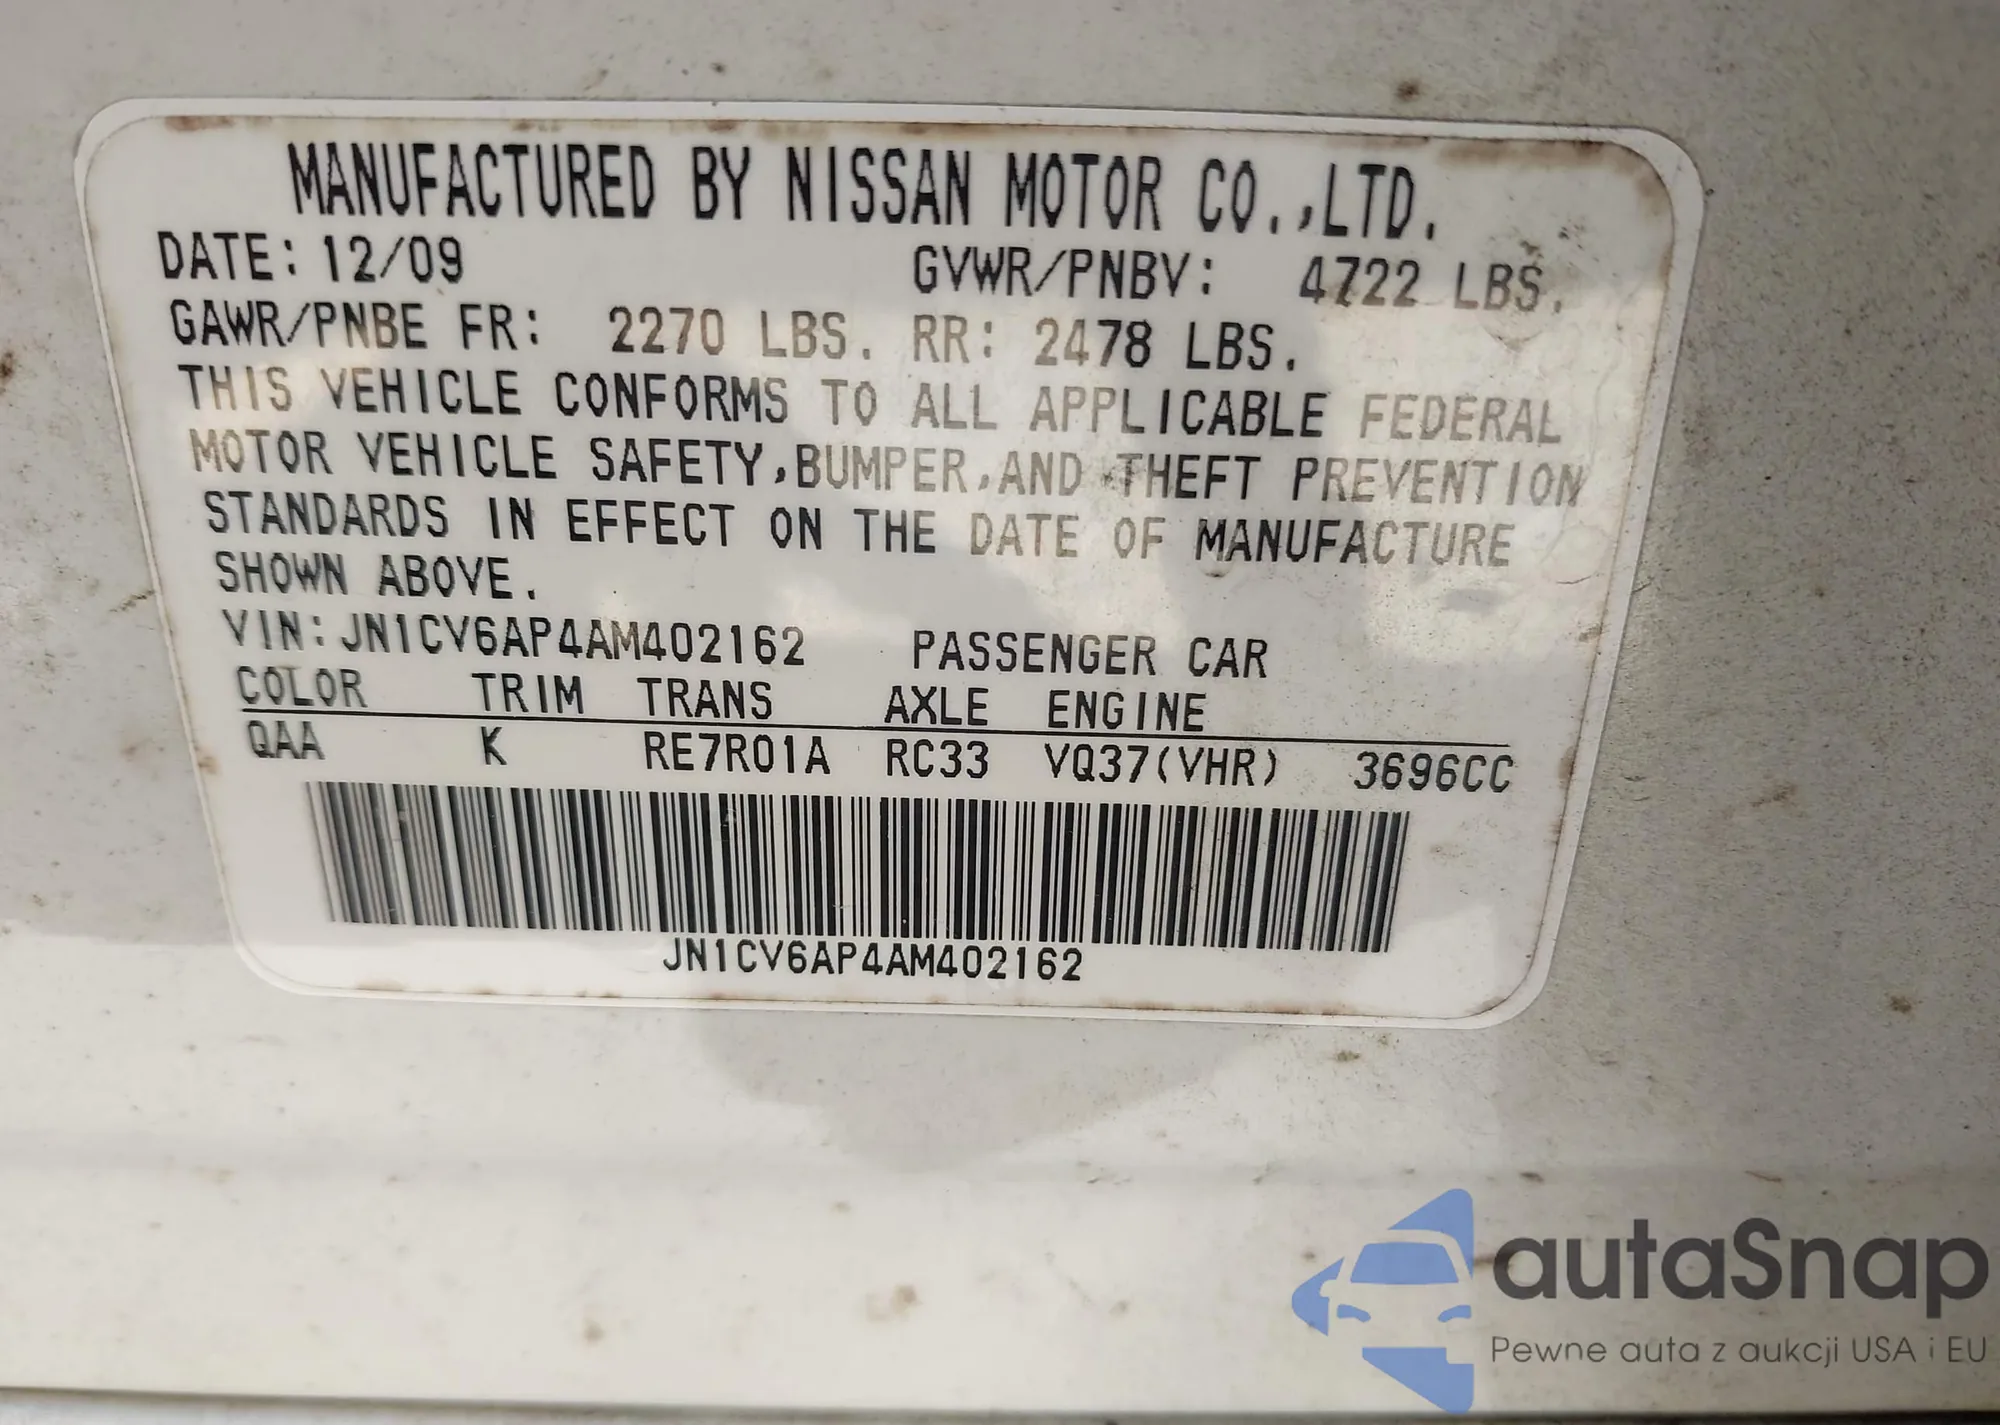 MANUFACTURED BY NISSAN MOTOR CO.,LTD.
DATE: 12/09 GVWR/PNBV: 4722 LBS.
GAWR/PNBE FR: 2270 LBS. RR: 2478 LBS.
THIS VEHICLE CONFORMS TO ALL APPLICABLE FEDERAL
MOTOR VEHICLE SAFETY,BUMPER,AND THEFT PREVENTION
STANDARDS IN EFFECT ON THE DATE OF MANUFACTURE
SHOWN ABOVE.
VIN:JN1CV6AP4AM402162 PASSENGER CAR
COLOR TRIM TRANS AXLE ENGINE
QAA K RE7R01A RC33 VQ37(VHR) 3696CC
JN1CV6AP4AM402162
autaSnap
Pewne auta z aukcji USA i EU